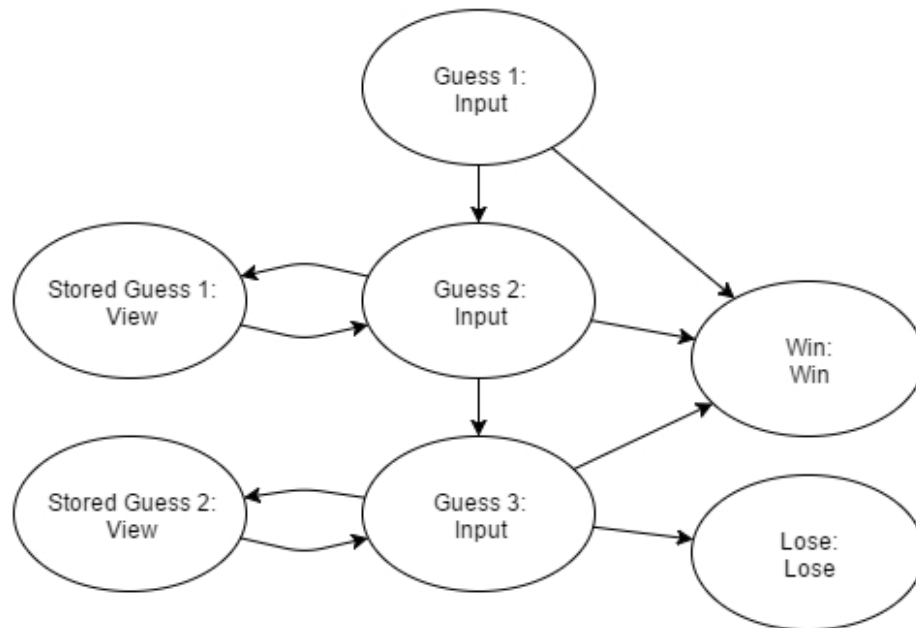 Guess 1:
Input
Stored Guess 1:
View
Guess 2:
Input
Win:
Win
Stored Guess 2:
View
Guess 3:
Input
Lose:
Lose